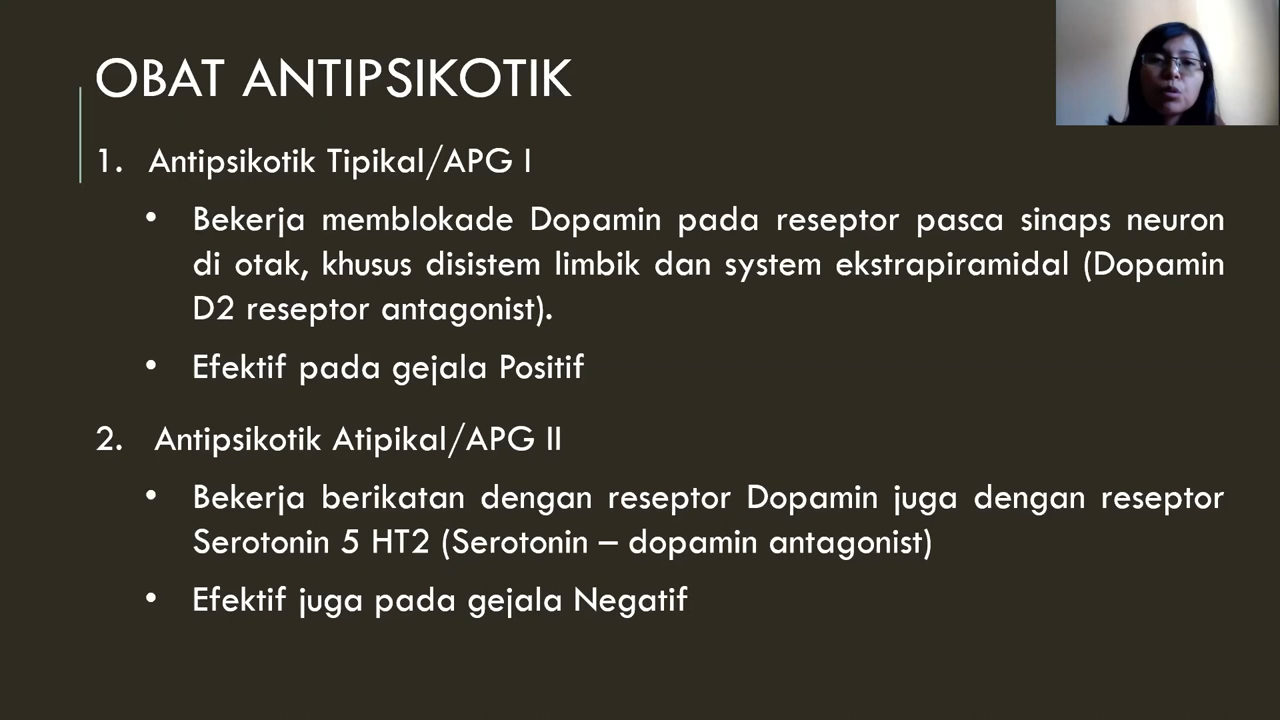 OBAT ANTIPSIKOTIK
1. Antipsikotik Tipikal/APG I
• Bekerja memblokade Dopamin pada reseptor pasca sinaps neuron
di otak, khusus disistem limbik dan system ekstrapiramidal (Dopamin
D2 reseptor antagonist).
• Efektif pada gejala Positif
2. Antipsikotik Atipikal/APG II
• Bekerja berikatan dengan reseptor Dopamin juga dengan reseptor
Serotonin 5 HT2 (Serotonin – dopamin antagonist)
• Efektif juga pada gejala Negatif